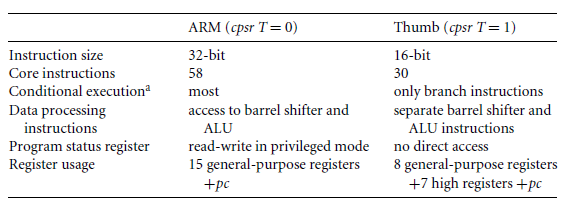 ARM (cpsr T = 0) Thumb (cpsr T = 1)
Instruction size 32-bit 16-bit
Core instructions 58 30
Conditional executionᵃ most only branch instructions
Data processing access to barrel shifter and separate barrel shifter and
instructions ALU ALU instructions
Program status register read-write in privileged mode no direct access
Register usage 15 general-purpose registers 8 general-purpose registers
+pc +7 high registers +pc